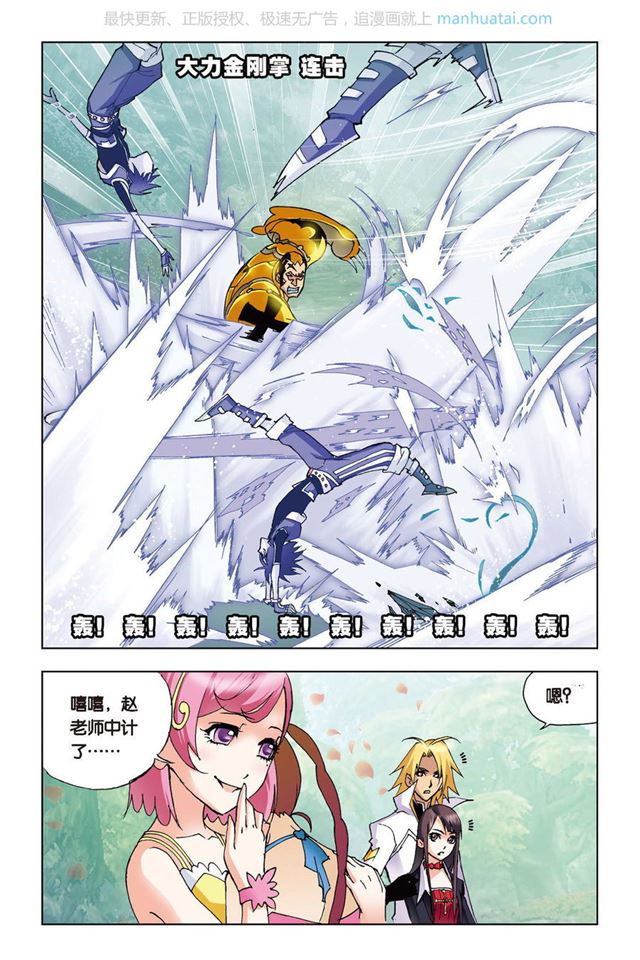 最快更新、正版授权、极速无广告，追漫画就上 manhuatai.com
大力金刚掌 连击
轰! 轰! 轰! 轰! 轰! 轰! 轰! 轰! 轰! 轰!
嘻嘻，赵
老师中计
了……
嗯？